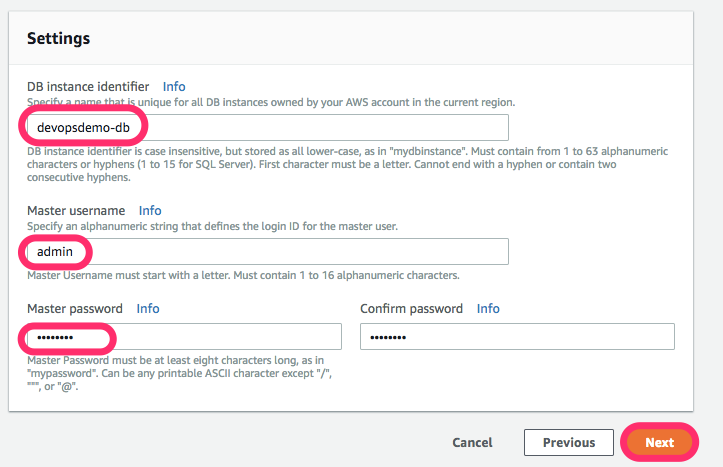 Settings
DB instance identifier Info
Specify a name that is unique for all DB instances owned by your AWS account in the current region.
devopsdemo-db
DB instance identifier is case insensitive, but stored as all lower-case, as in "mydbinstance". Must contain from 1 to 63 alphanumeric
characters or hyphens (1 to 15 for SQL Server). First character must be a letter. Cannot end with a hyphen or contain two
consecutive hyphens.
Master username Info
Specify an alphanumeric string that defines the login ID for the master user.
admin
Master Username must start with a letter. Must contain 1 to 16 alphanumeric characters.
Master password Info
Confirm password Info
••••••••
••••••••
Master Password must be at least eight characters long, as in
"mypassword". Can be any printable ASCII character except "/",
""", or "@".
Cancel Previous Next